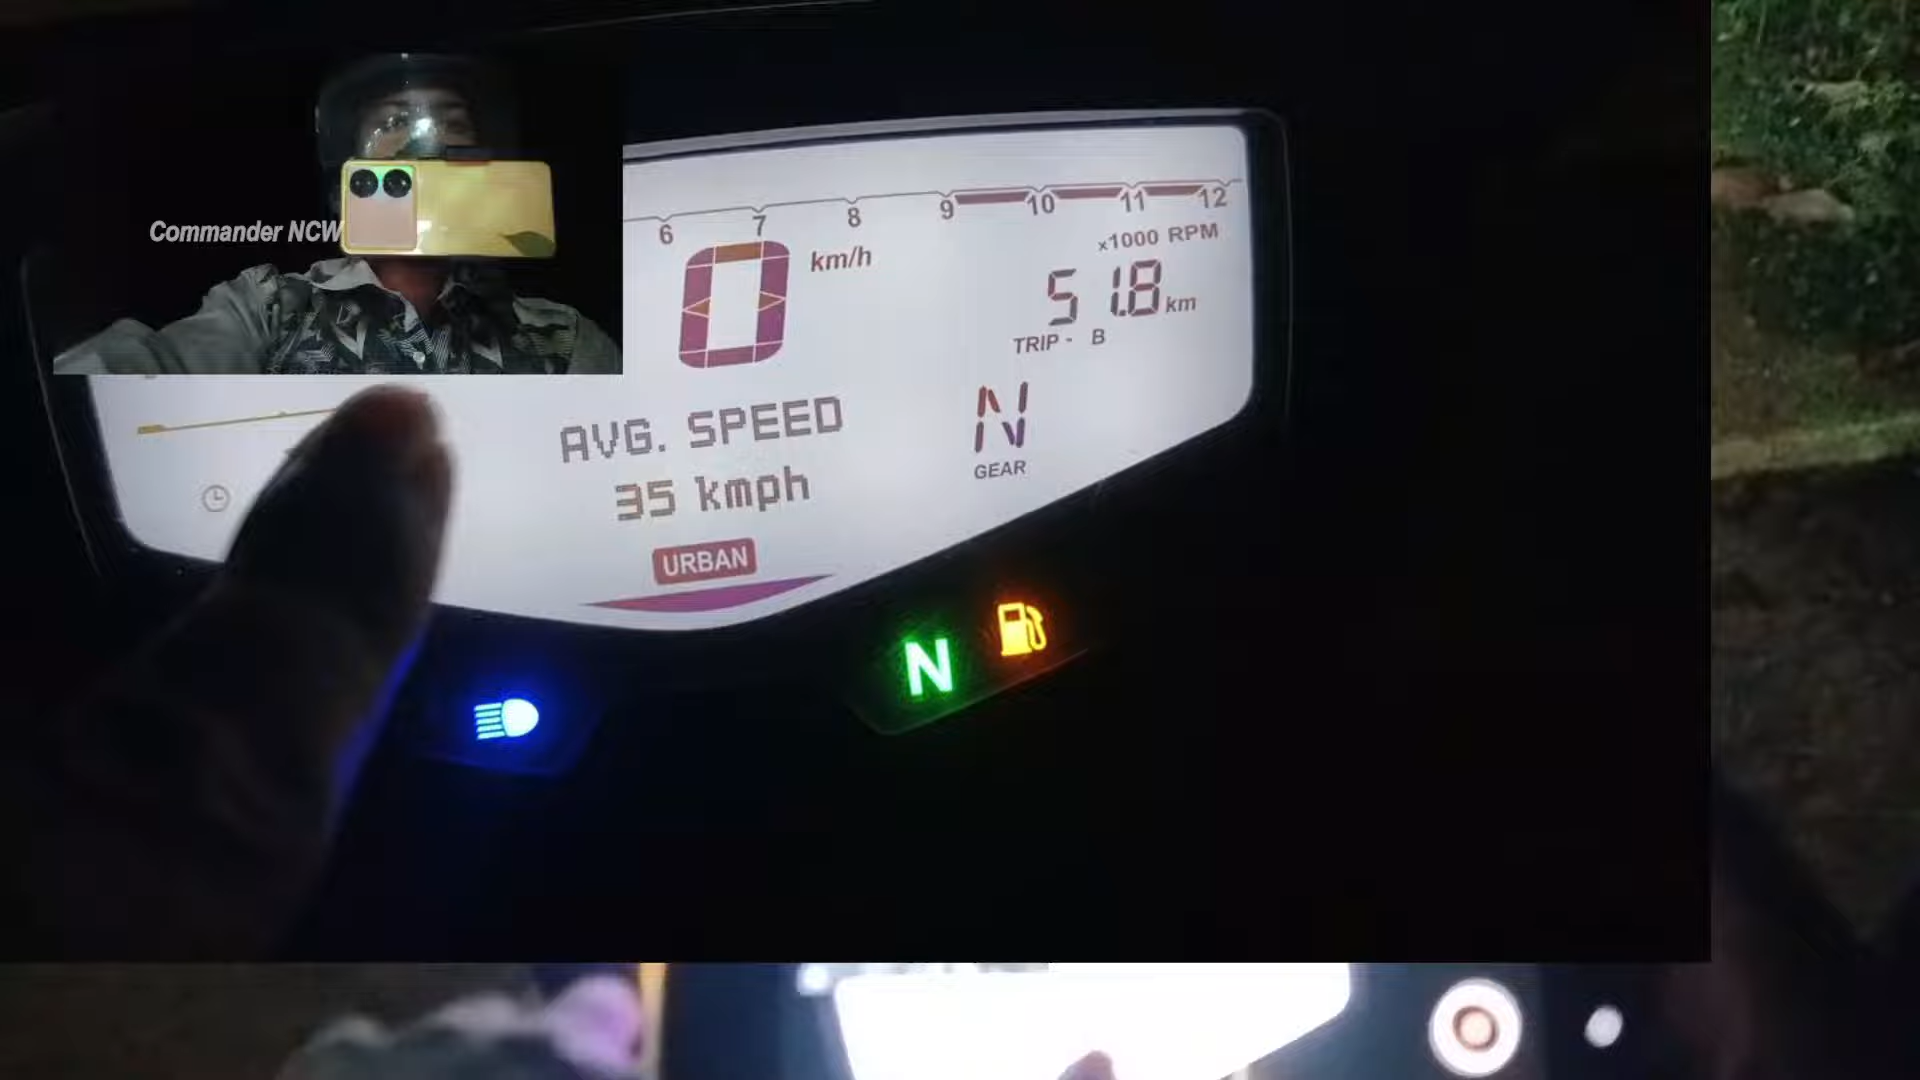 Commander NCW
6 7 8 9 10 11 12
x1000 RPM
0 km/h
51.8 km
TRIP - B
AVG. SPEED
35 kmph
N
GEAR
URBAN
N